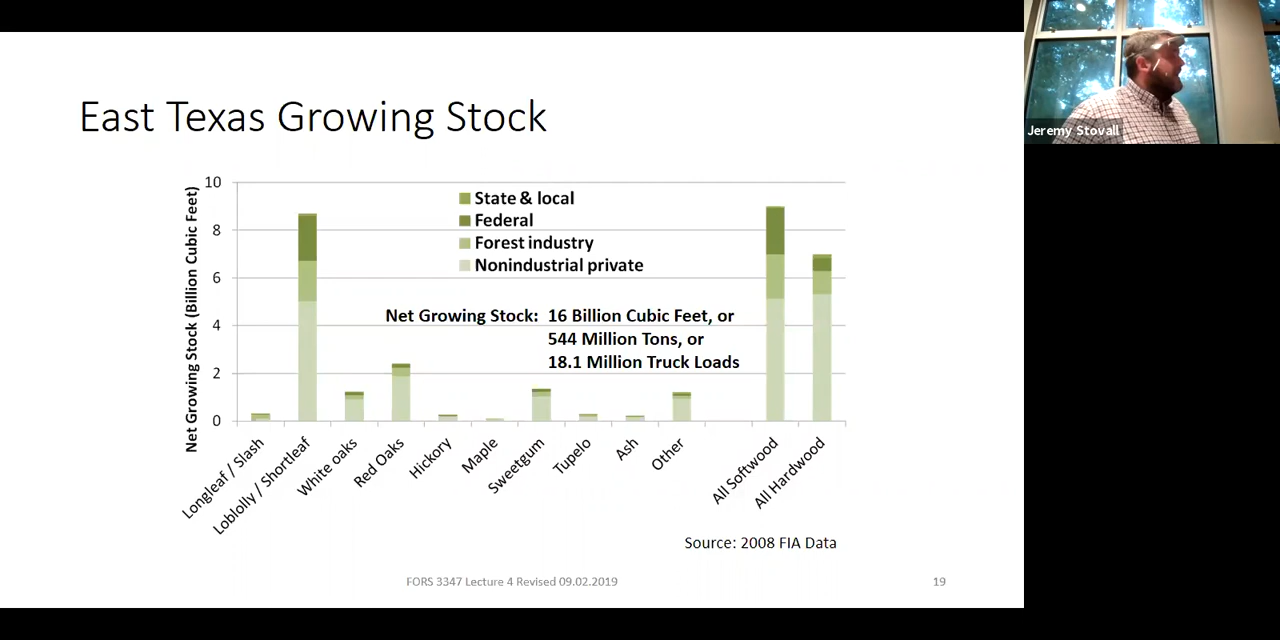 Jeremy Stovall
East Texas Growing Stock
Net Growing Stock (Billion Cubic Feet)
10
8
6
4
2
0
State & local
Federal
Forest industry
Nonindustrial private
Net Growing Stock: 16 Billion Cubic Feet, or
544 Million Tons, or
18.1 Million Truck Loads
Longleaf / Slash
Loblolly / Shortleaf
White oaks
Red Oaks
Hickory
Maple
Sweetgum
Tupelo
Ash
Other
All Softwood
All Hardwood
Source: 2008 FIA Data
FORS 3347 Lecture 4 Revised 09.02.2019
19